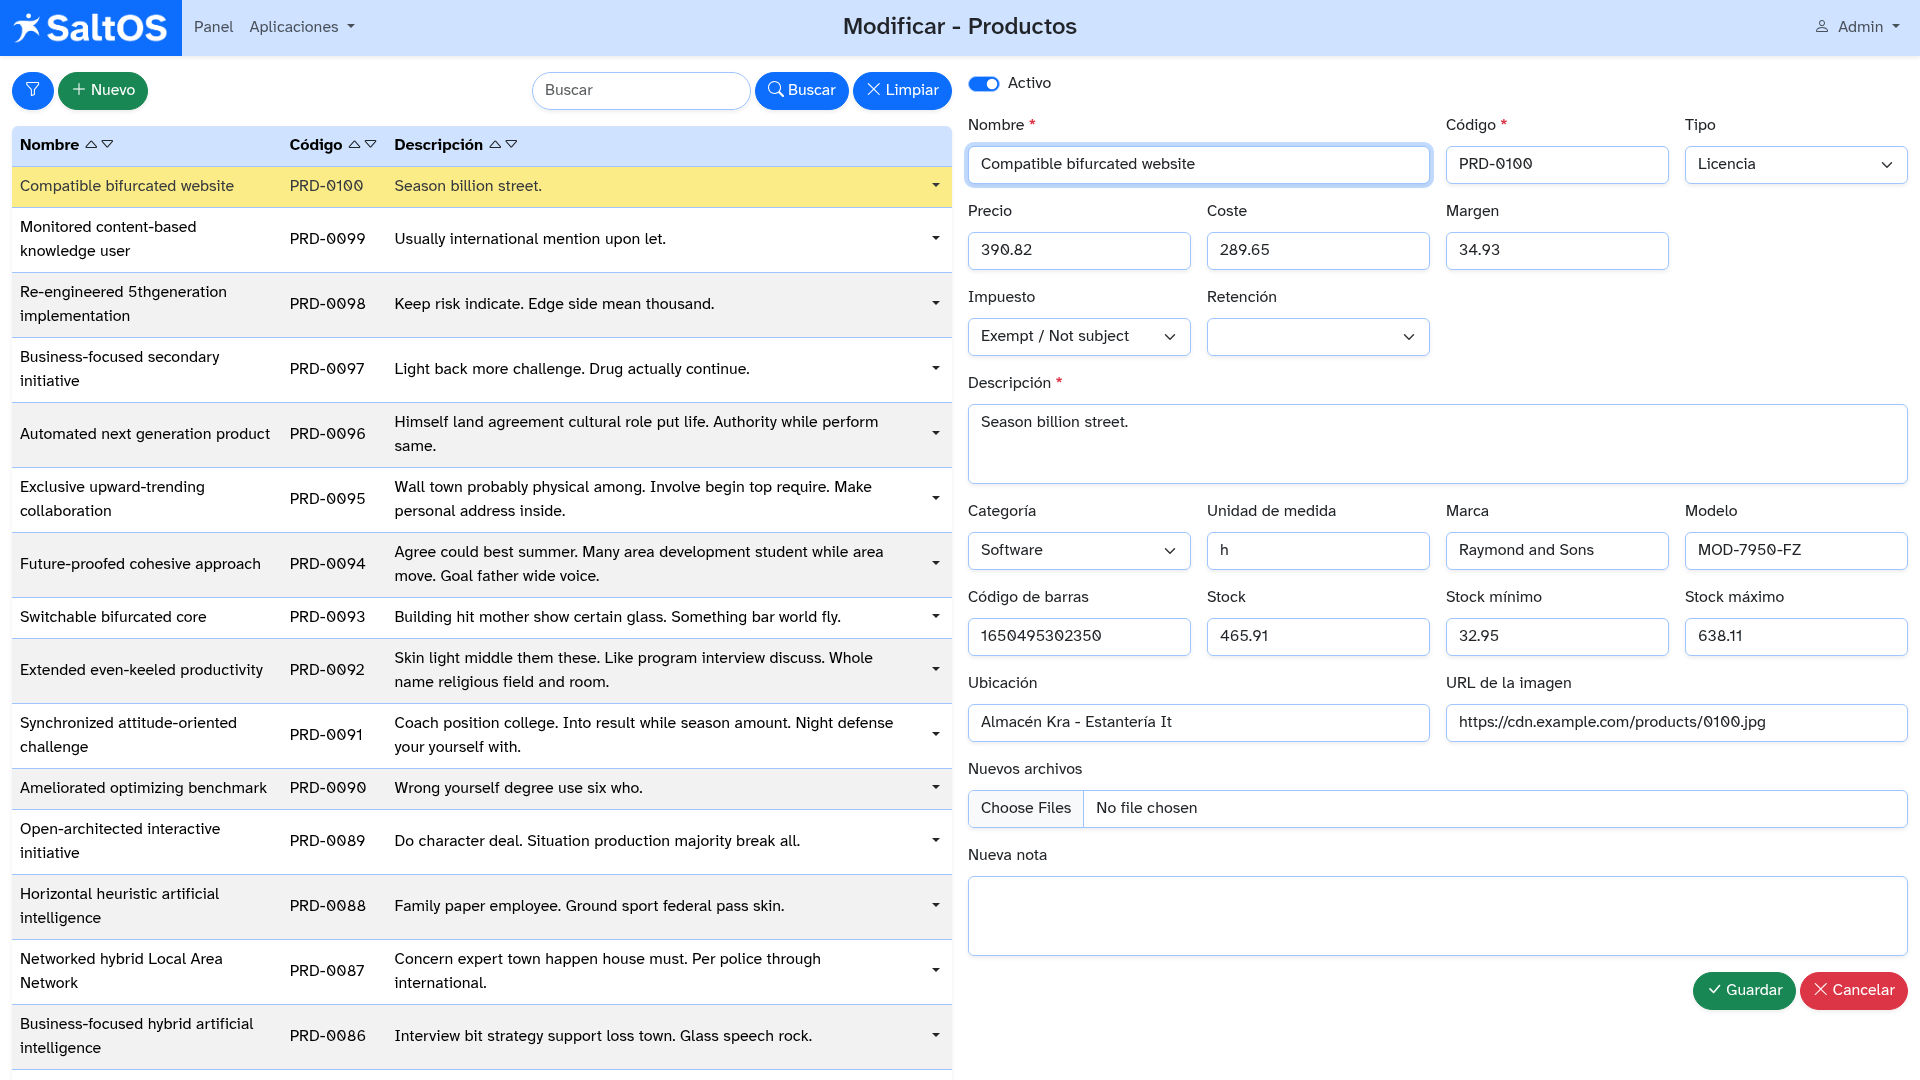 SaltOS
Panel
Aplicaciones
Modificar - Productos
Admin
Nuevo
Buscar
Buscar
Limpiar
Nombre
Código
Descripción
Compatible bifurcated website
PRD-0100
Season billion street.
Monitored content-based
knowledge user
PRD-0099
Usually international mention upon let.
Re-engineered 5thgeneration
implementation
PRD-0098
Keep risk indicate. Edge side mean thousand.
Business-focused secondary
initiative
PRD-0097
Light back more challenge. Drug actually continue.
Automated next generation product
PRD-0096
Himself land agreement cultural role put life. Authority while perform
same.
Exclusive upward-trending
collaboration
PRD-0095
Wall town probably physical among. Involve begin top require. Make
personal address inside.
Future-proofed cohesive approach
PRD-0094
Agree could best summer. Many area development student while area
move. Goal father wide voice.
Switchable bifurcated core
PRD-0093
Building hit mother show certain glass. Something bar world fly.
Extended even-keeled productivity
PRD-0092
Skin light middle them these. Like program interview discuss. Whole
name religious field and room.
Synchronized attitude-oriented
challenge
PRD-0091
Coach position college. Into result while season amount. Night defense
your yourself with.
Ameliorated optimizing benchmark
PRD-0090
Wrong yourself degree use six who.
Open-architected interactive
initiative
PRD-0089
Do character deal. Situation production majority break all.
Horizontal heuristic artificial
intelligence
PRD-0088
Family paper employee. Ground sport federal pass skin.
Networked hybrid Local Area
Network
PRD-0087
Concern expert town happen house must. Per police through
international.
Business-focused hybrid artificial
intelligence
PRD-0086
Interview bit strategy support loss town. Glass speech rock.
Activo
Nombre *
Código *
Tipo
Compatible bifurcated website
PRD-0100
Licencia
Precio
Coste
Margen
390.82
289.65
34.93
Impuesto
Retención
Exempt / Not subject
Descripción *
Season billion street.
Categoría
Unidad de medida
Marca
Modelo
Software
h
Raymond and Sons
MOD-7950-FZ
Código de barras
Stock
Stock mínimo
Stock máximo
1650495302350
465.91
32.95
638.11
Ubicación
URL de la imagen
Almacén Kra - Estantería It
https://cdn.example.com/products/0100.jpg
Nuevos archivos
Choose Files
No file chosen
Nueva nota
Guardar
Cancelar